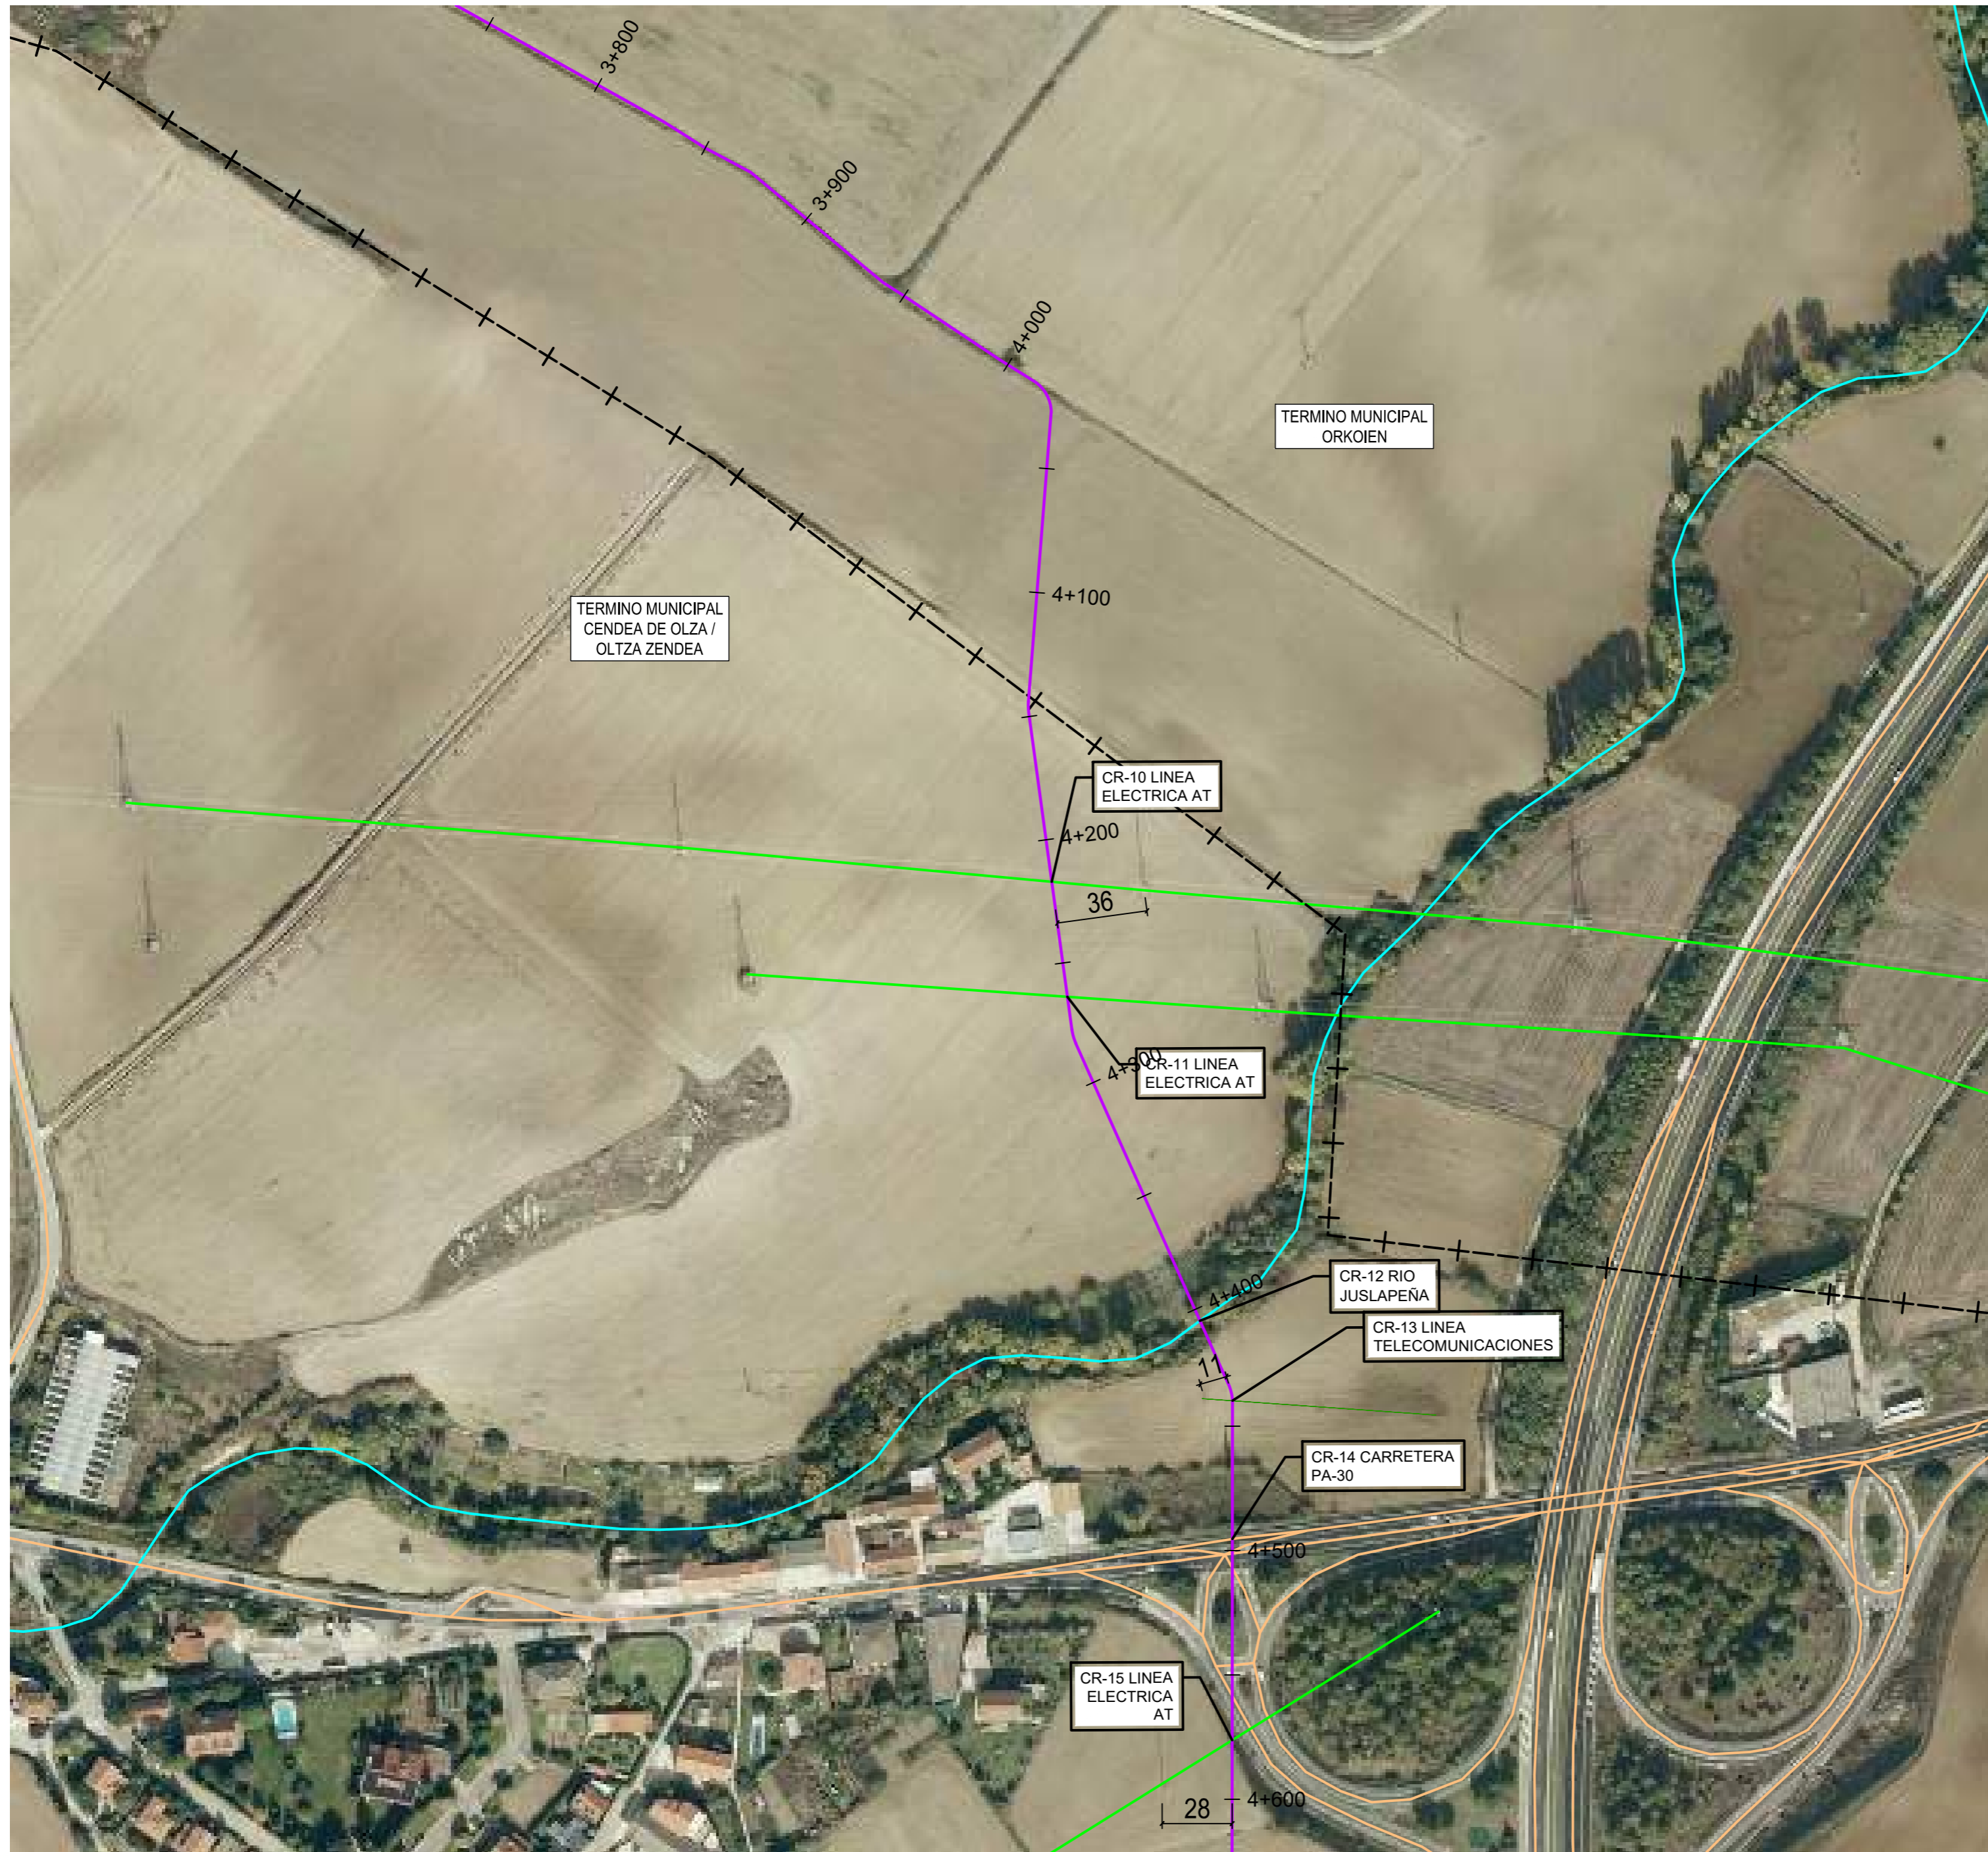 3+800
3+900
4+000
TERMINO MUNICIPAL
ORKOIEN
4+100
TERMINO MUNICIPAL
CENDEA DE OLZA /
OLTZA ZENDEA
CR-10 LINEA
ELECTRICA AT
4+200
36
4+300
CR-11 LINEA
ELECTRICA AT
4+400
CR-12 RIO
JUSLAPEÑA
CR-13 LINEA
TELECOMUNICACIONES
11
CR-14 CARRETERA
PA-30
4+500
CR-15 LINEA
ELECTRICA
AT
28
4+600